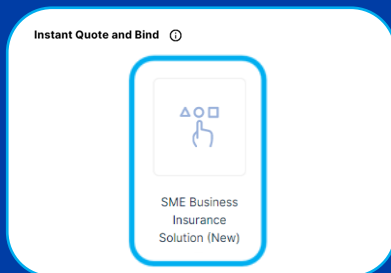 Instant Quote and Bind
SME Business
Insurance
Solution (New)